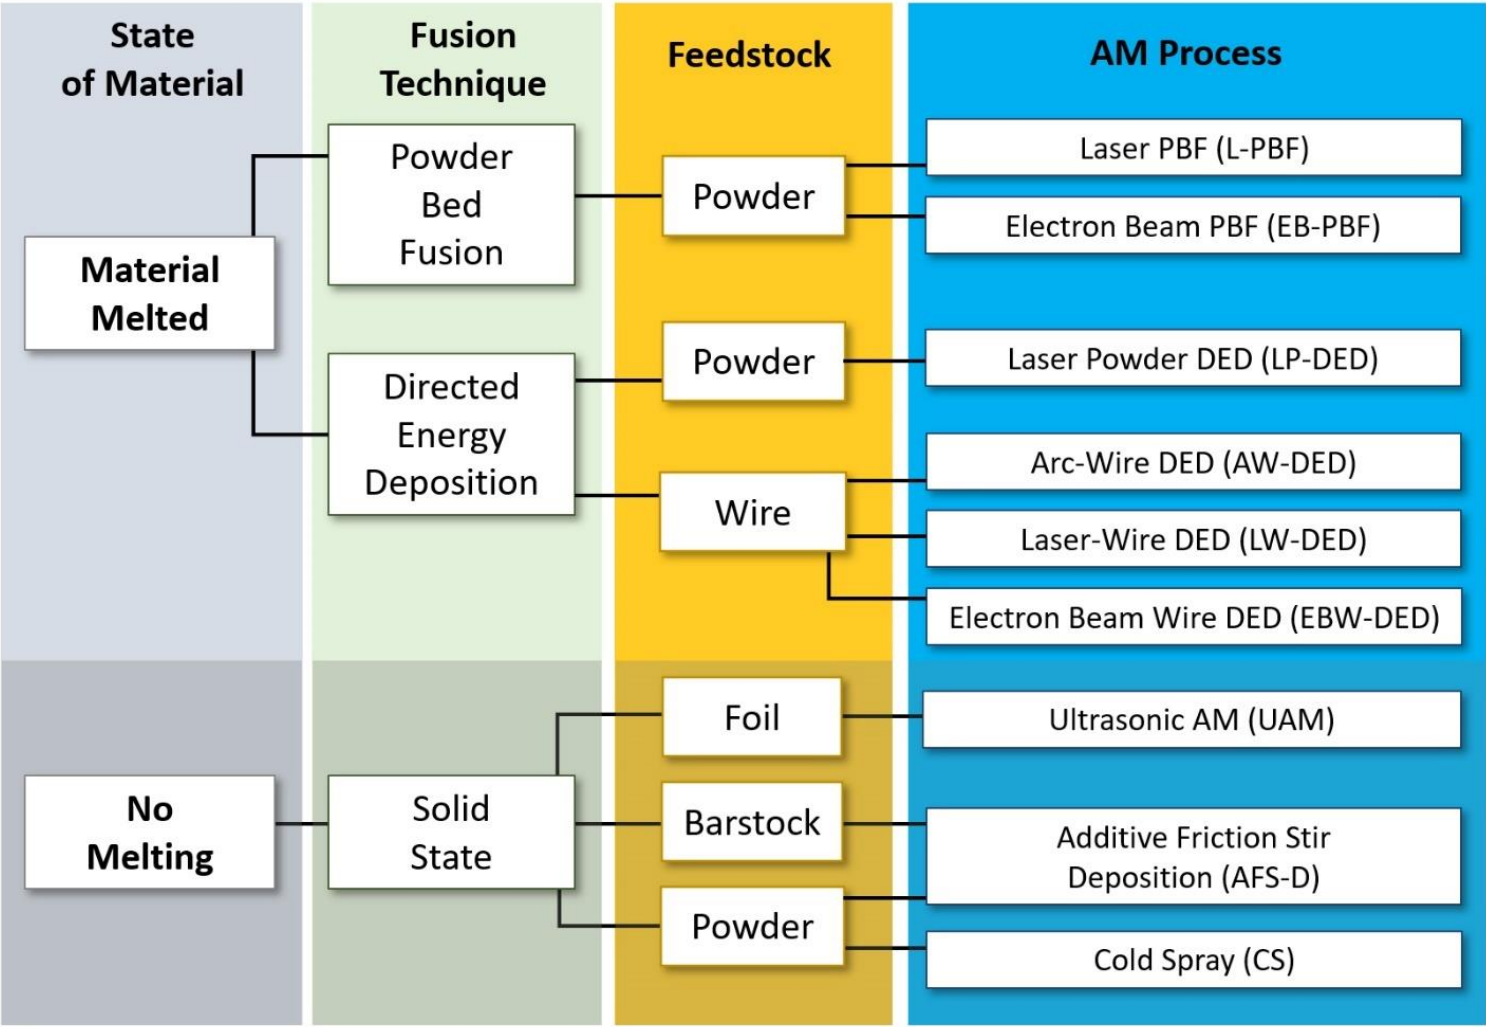 State
of Material
Fusion
Technique
Feedstock
AM Process
Material
Melted
Powder
Bed
Fusion
Powder
Laser PBF (L-PBF)
Electron Beam PBF (EB-PBF)
Directed
Energy
Deposition
Powder
Laser Powder DED (LP-DED)
Wire
Arc-Wire DED (AW-DED)
Laser-Wire DED (LW-DED)
Electron Beam Wire DED (EBW-DED)
No
Melting
Solid
State
Foil
Ultrasonic AM (UAM)
Barstock
Additive Friction Stir
Deposition (AFS-D)
Powder
Cold Spray (CS)